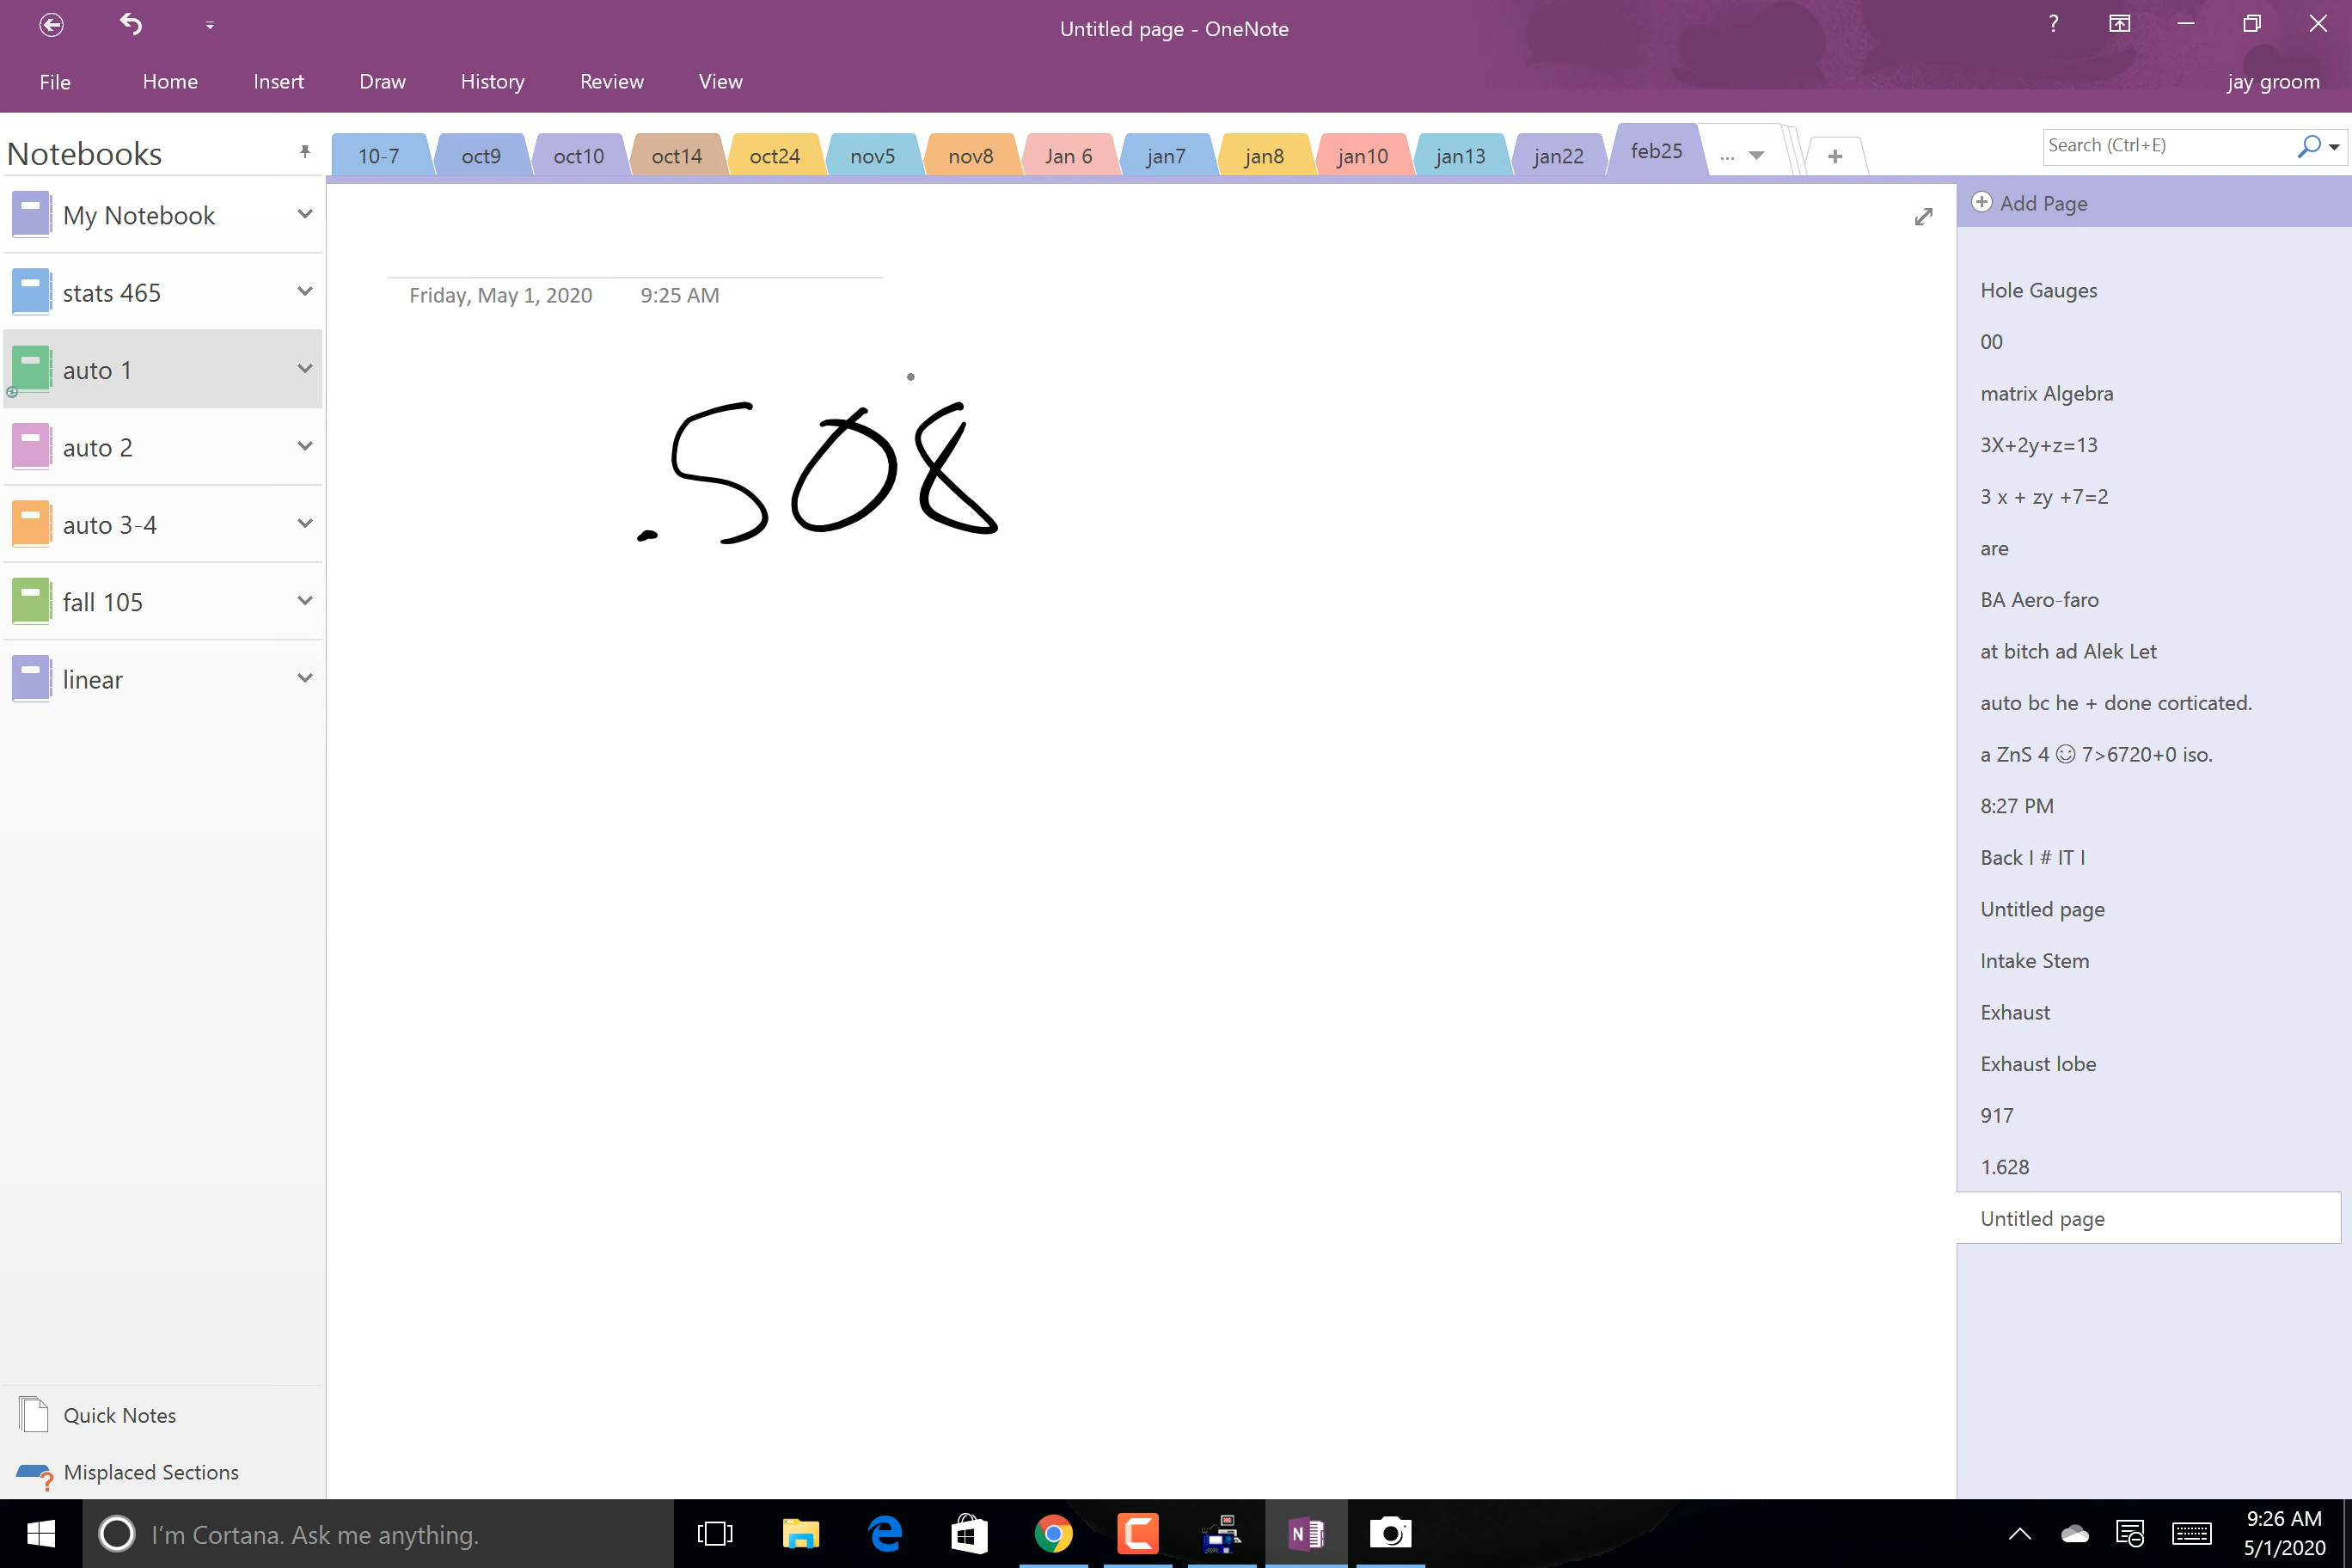 Untitled page - OneNote
?
File Home Insert Draw History Review View
jay groom
Notebooks
10-7 oct9 oct10 oct14 oct24 nov5 nov8 Jan 6 jan7 jan8 jan10 jan13 jan22 feb25 ... +
Search (Ctrl+E)
My Notebook
stats 465
auto 1
auto 2
auto 3-4
fall 105
linear
Quick Notes
Misplaced Sections
Friday, May 1, 2020 9:25 AM
.508
Add Page
Hole Gauges
00
matrix Algebra
3X+2y+z=13
3 x + zy +7=2
are
BA Aero-faro
at bitch ad Alek Let
auto bc he + done corticated.
a ZnS 4 ☺ 7>6720+0 iso.
8:27 PM
Back I # IT I
Untitled page
Intake Stem
Exhaust
Exhaust lobe
917
1.628
Untitled page
I'm Cortana. Ask me anything.
9:26 AM
5/1/2020